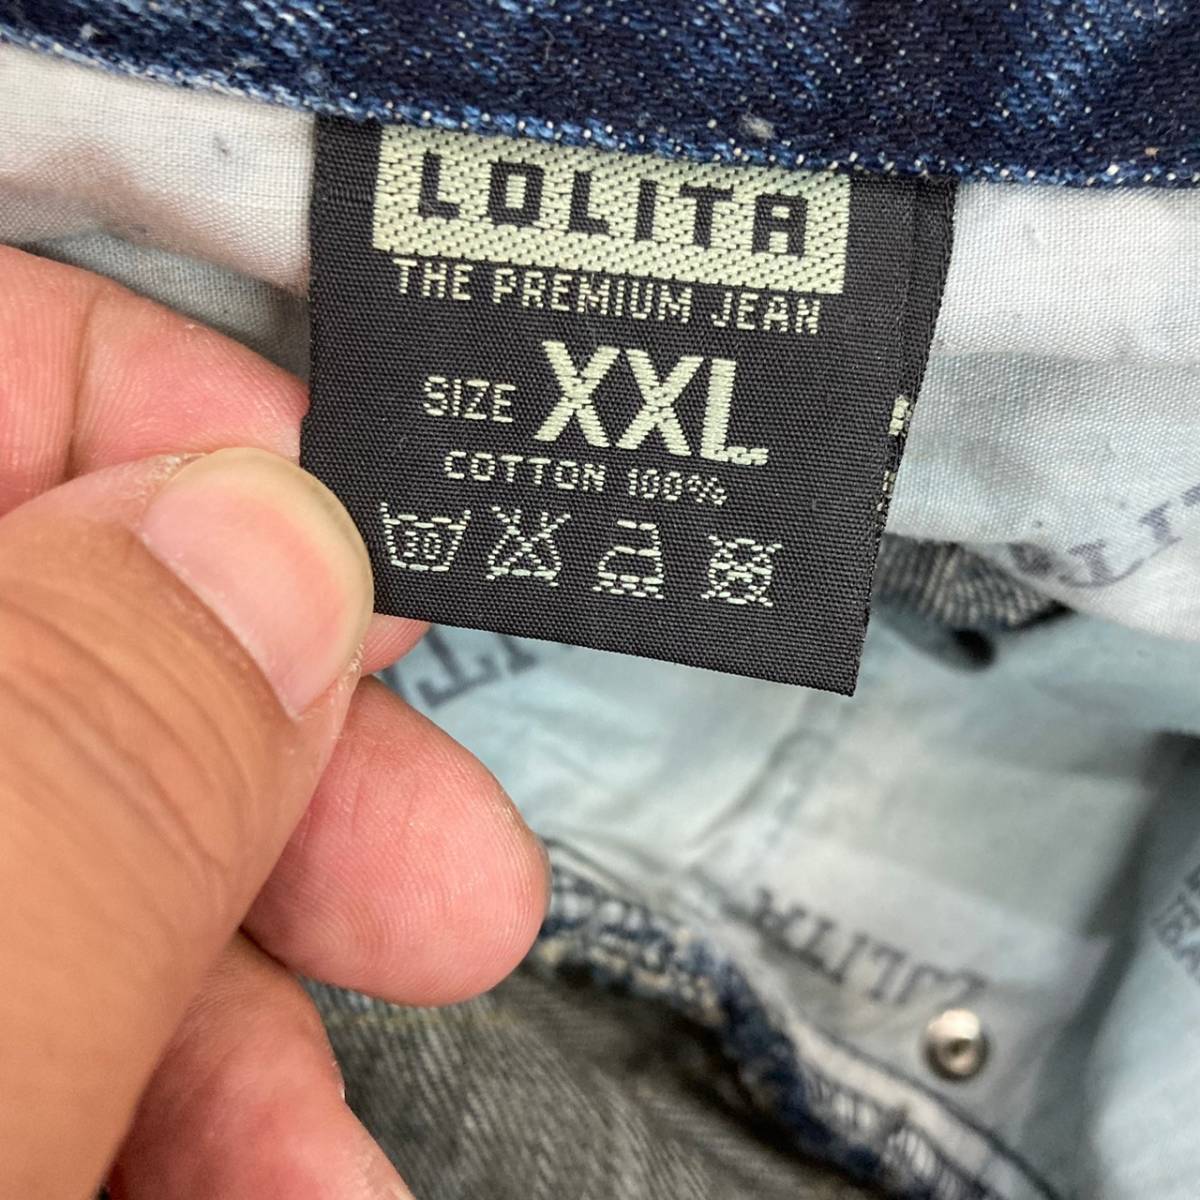 LOLITA
THE PREMIUM JEAN
SIZE XXL
COTTON 100%
30